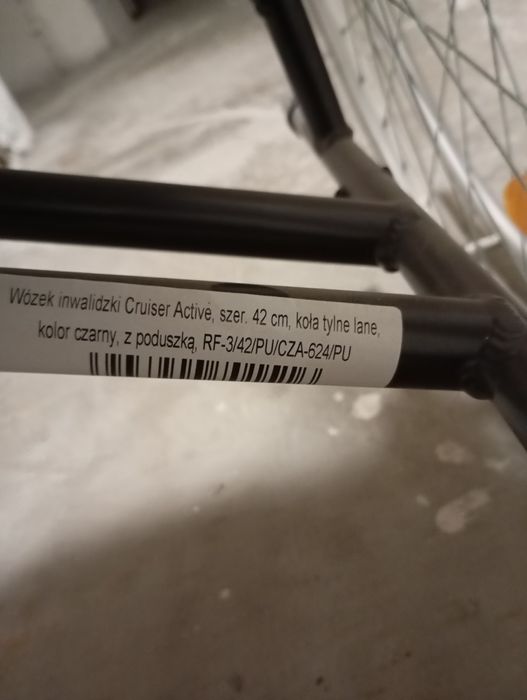 Wózek inwalidzki Cruiser Active, szer. 42 cm, koła tylne lane,
kolor czarny, z poduszką, RF-3/42/PU/CZA-624/PU